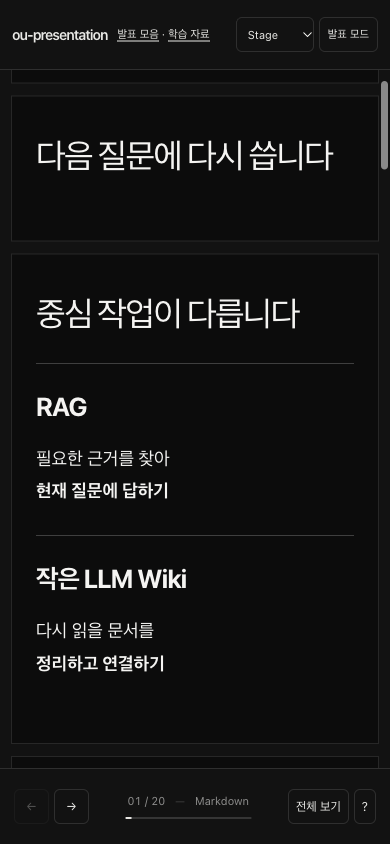 ou-presentation 발표 모음 · 학습 자료 Stage 발표 모드
다음 질문에 다시 씁니다
중심 작업이 다릅니다
RAG
필요한 근거를 찾아
현재 질문에 답하기
작은 LLM Wiki
다시 읽을 문서를
정리하고 연결하기
← → 01 / 20 — Markdown 전체 보기 ?